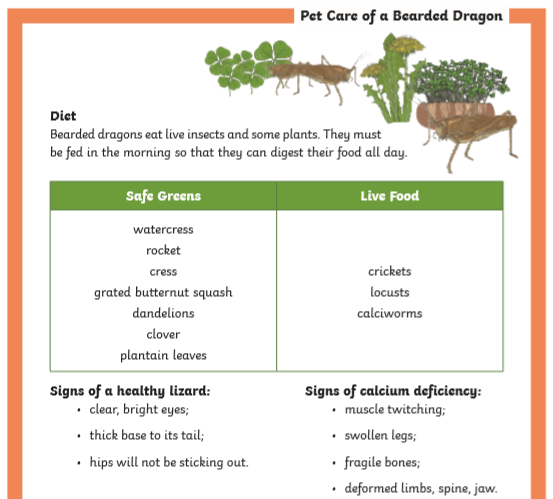 Pet Care of a Bearded Dragon
Diet
Bearded dragons eat live insects and some plants. They must
be fed in the morning so that they can digest their food all day.
Safe Greens
watercress
rocket
cress
grated butternut squash
dandelions
clover
plantain leaves
Live Food
crickets
locusts
calciworms
Signs of a healthy lizard:
• clear, bright eyes;
• thick base to its tail;
• hips will not be sticking out.
Signs of calcium deficiency:
• muscle twitching;
• swollen legs;
• fragile bones;
• deformed limbs, spine, jaw.